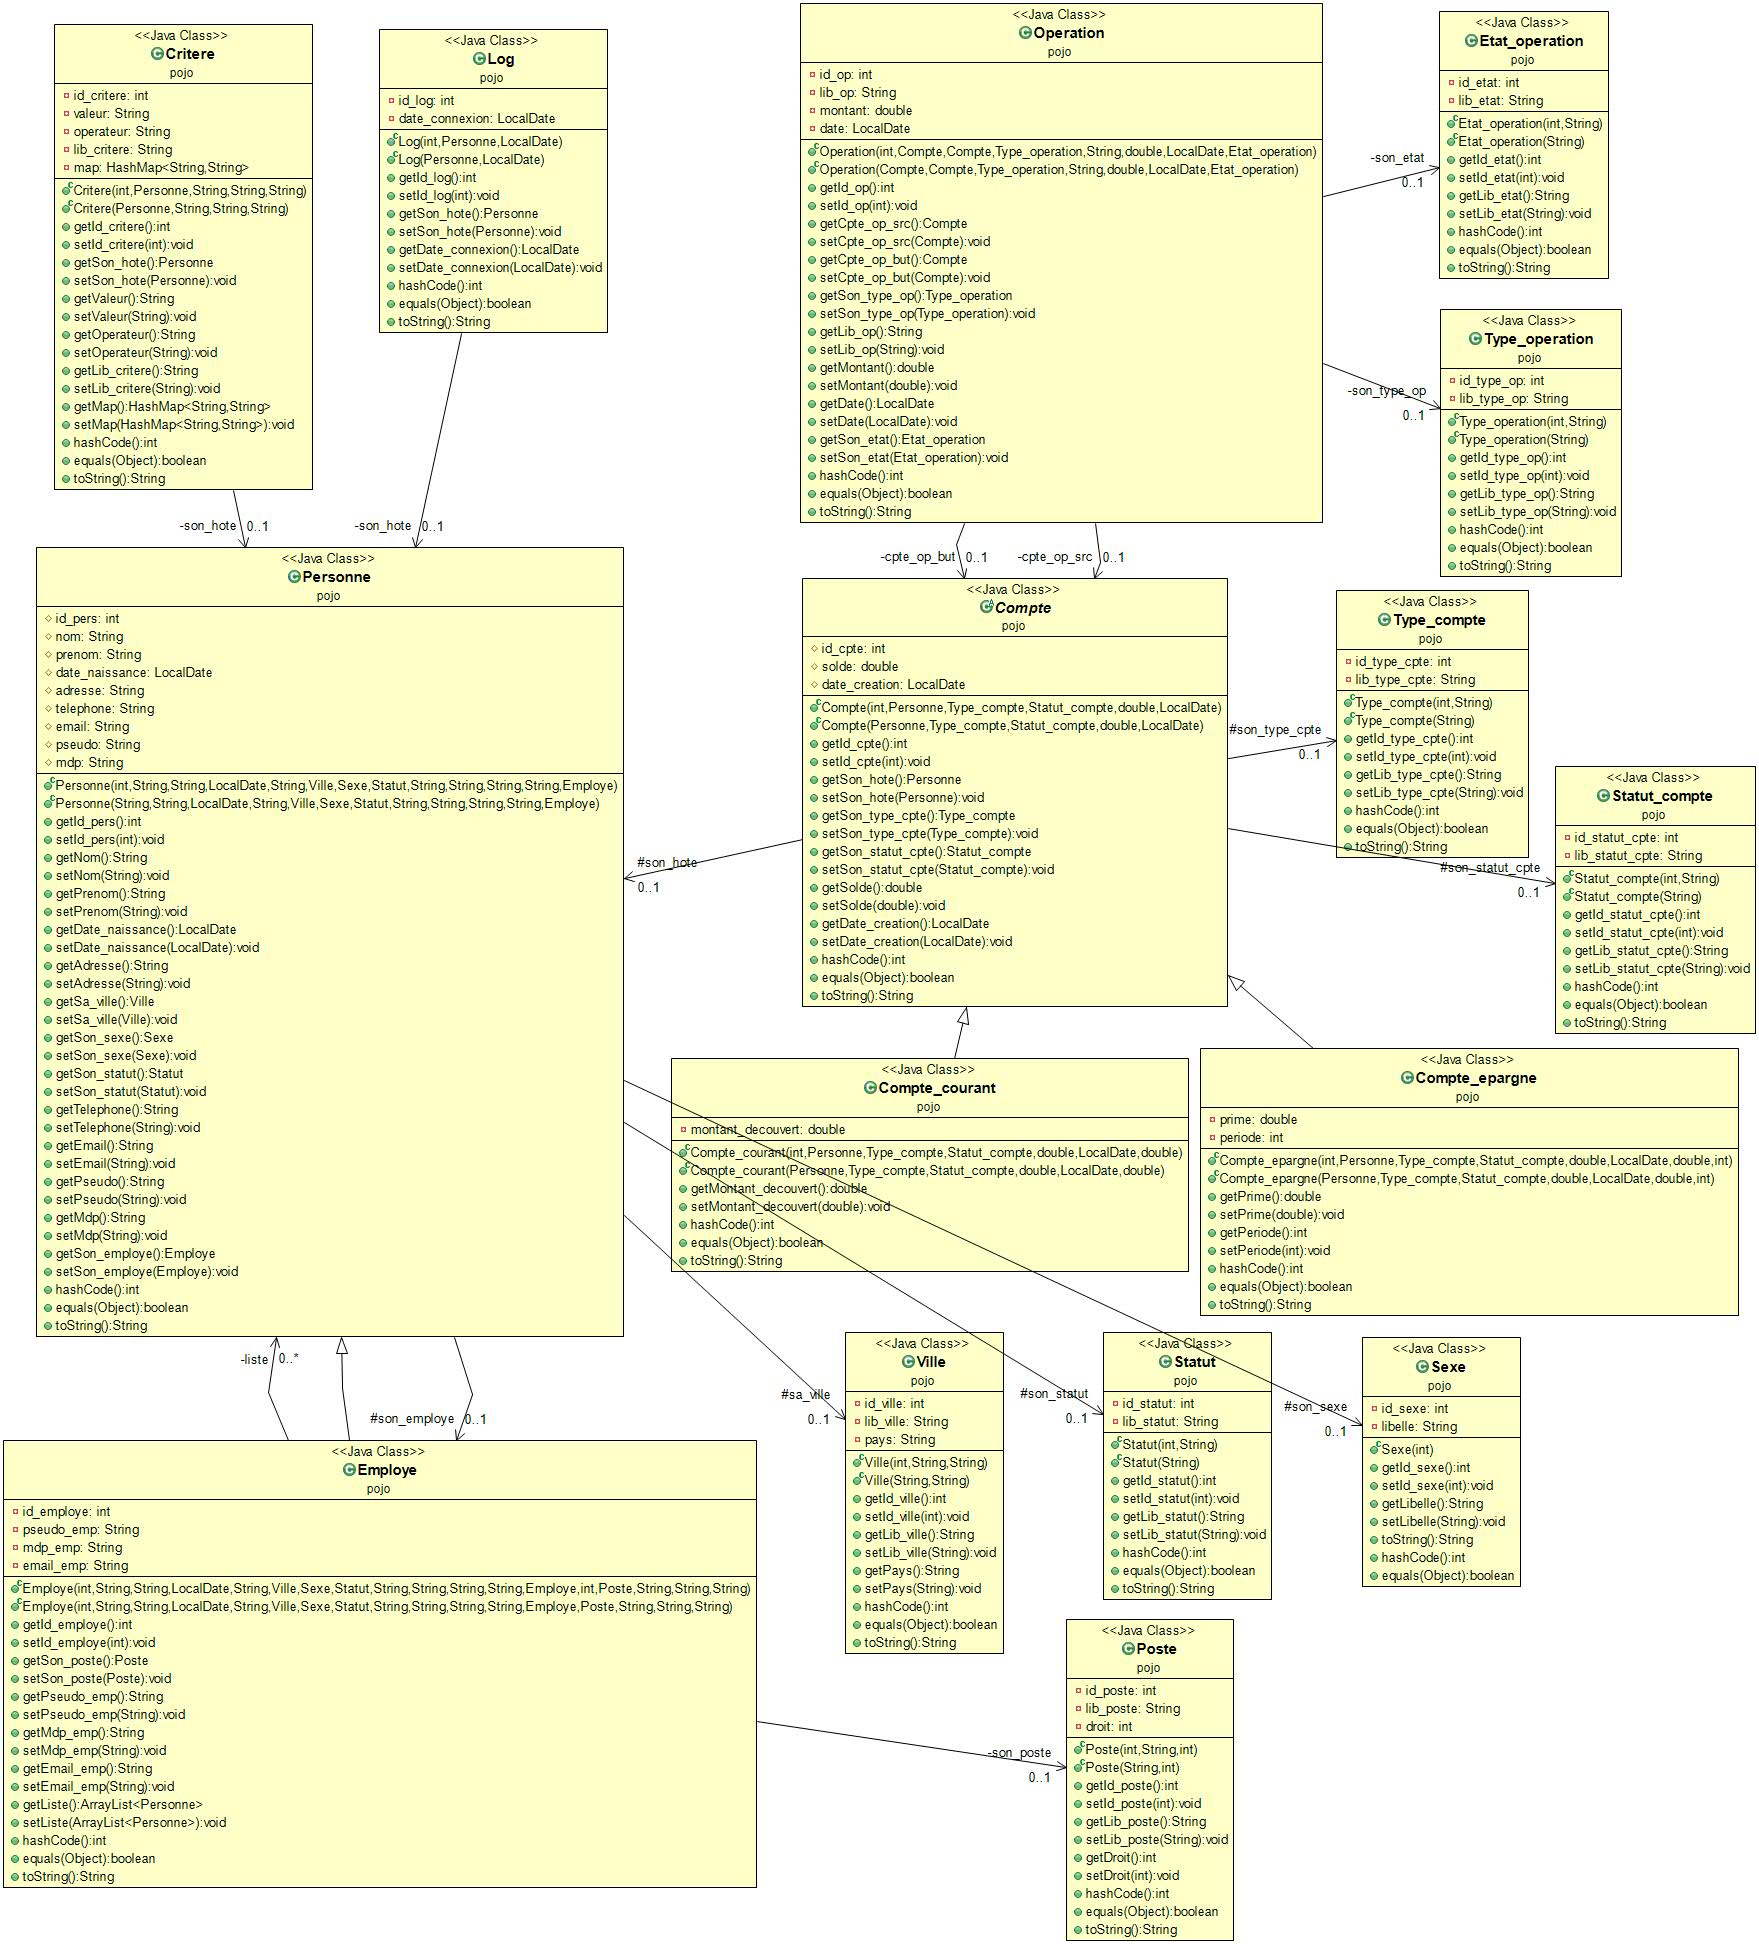 <<Java Class>>
Critere
pojo
id_critere: int
valeur: String
operateur: String
lib_critere: String
map: HashMap<String,String>
Critere(int,Personne,String,String,String)
Critere(Personne,String,String,String)
getId_critere():int
setId_critere(int):void
getSon_hote():Personne
setSon_hote(Personne):void
getValeur():String
setValeur(String):void
getOperateur():String
setOperateur(String):void
getLib_critere():String
setLib_critere(String):void
getMap():HashMap<String,String>
setMap(HashMap<String,String>):void
hashCode():int
equals(Object):boolean
toString():String
<<Java Class>>
Log
pojo
id_log: int
date_connexion: LocalDate
Log(int,Personne,LocalDate)
Log(Personne,LocalDate)
getId_log():int
setId_log(int):void
getSon_hote():Personne
setSon_hote(Personne):void
getDate_connexion():LocalDate
setDate_connexion(LocalDate):void
hashCode():int
equals(Object):boolean
toString():String
<<Java Class>>
Operation
pojo
id_op: int
lib_op: String
montant: double
date: LocalDate
Operation(int,Compte,Compte,Type_operation,String,double,LocalDate,Etat_operation)
Operation(Compte,Compte,Type_operation,String,double,LocalDate,Etat_operation)
getId_op():int
setId_op(int):void
getCpte_op_src():Compte
setCpte_op_src(Compte):void
getCpte_op_but():Compte
setCpte_op_but(Compte):void
getSon_type_op():Type_operation
setSon_type_op(Type_operation):void
getLib_op():String
setLib_op(String):void
getMontant():double
setMontant(double):void
getDate():LocalDate
setDate(LocalDate):void
getSon_etat():Etat_operation
setSon_etat(Etat_operation):void
hashCode():int
equals(Object):boolean
toString():String
<<Java Class>>
Etat_operation
pojo
id_etat: int
lib_etat: String
Etat_operation(int,String)
Etat_operation(String)
getId_etat():int
setId_etat(int):void
getLib_etat():String
setLib_etat(String):void
hashCode():int
equals(Object):boolean
toString():String
-son_etat
0..1
<<Java Class>>
Type_operation
pojo
id_type_op: int
lib_type_op: String
Type_operation(int,String)
Type_operation(String)
getId_type_op():int
setId_type_op(int):void
getLib_type_op():String
setLib_type_op(String):void
hashCode():int
equals(Object):boolean
toString():String
-son_type_op
0..1
-son_hote 0..1
-son_hote 0..1
-cpte_op_but 0..1
-cpte_op_src 0..1
<<Java Class>>
Personne
pojo
id_pers: int
nom: String
prenom: String
date_naissance: LocalDate
adresse: String
telephone: String
email: String
pseudo: String
mdp: String
Personne(int,String,String,LocalDate,String,Ville,Sexe,Statut,String,String,String,String,Employe)
Personne(String,String,LocalDate,String,Ville,Sexe,Statut,String,String,String,String,Employe)
getId_pers():int
setId_pers(int):void
getNom():String
setNom(String):void
getPrenom():String
setPrenom(String):void
getDate_naissance():LocalDate
setDate_naissance(LocalDate):void
getAdresse():String
setAdresse(String):void
getSa_ville():Ville
setSa_ville(Ville):void
getSon_sexe():Sexe
setSon_sexe(Sexe):void
getSon_statut():Statut
setSon_statut(Statut):void
getTelephone():String
setTelephone(String):void
getEmail():String
setEmail(String):void
getPseudo():String
setPseudo(String):void
getMdp():String
setMdp(String):void
getSon_employe():Employe
setSon_employe(Employe):void
hashCode():int
equals(Object):boolean
toString():String
<<Java Class>>
Compte
pojo
id_cpte: int
solde: double
date_creation: LocalDate
Compte(int,Personne,Type_compte,Statut_compte,double,LocalDate)
Compte(Personne,Type_compte,Statut_compte,double,LocalDate)
getId_cpte():int
setId_cpte(int):void
getSon_hote():Personne
setSon_hote(Personne):void
getSon_type_cpte():Type_compte
setSon_type_cpte(Type_compte):void
getSon_statut_cpte():Statut_compte
setSon_statut_cpte(Statut_compte):void
getSolde():double
setSolde(double):void
getDate_creation():LocalDate
setDate_creation(LocalDate):void
hashCode():int
equals(Object):boolean
toString():String
#son_hote
0..1
<<Java Class>>
Type_compte
pojo
id_type_cpte: int
lib_type_cpte: String
Type_compte(int,String)
Type_compte(String)
getId_type_cpte():int
setId_type_cpte(int):void
getLib_type_cpte():String
setLib_type_cpte(String):void
hashCode():int
equals(Object):boolean
toString():String
#son_type_cpte
0..1
<<Java Class>>
Statut_compte
pojo
id_statut_cpte: int
lib_statut_cpte: String
Statut_compte(int,String)
Statut_compte(String)
getId_statut_cpte():int
setId_statut_cpte(int):void
getLib_statut_cpte():String
setLib_statut_cpte(String):void
hashCode():int
equals(Object):boolean
toString():String
#son_statut_cpte
0..1
<<Java Class>>
Compte_courant
pojo
montant_decouvert: double
Compte_courant(int,Personne,Type_compte,Statut_compte,double,LocalDate,double)
Compte_courant(Personne,Type_compte,Statut_compte,double,LocalDate,double)
getMontant_decouvert():double
setMontant_decouvert(double):void
hashCode():int
equals(Object):boolean
toString():String
<<Java Class>>
Compte_epargne
pojo
prime: double
periode: int
Compte_epargne(int,Personne,Type_compte,Statut_compte,double,LocalDate,double,int)
Compte_epargne(Personne,Type_compte,Statut_compte,double,LocalDate,double,int)
getPrime():double
setPrime(double):void
getPeriode():int
setPeriode(int):void
hashCode():int
equals(Object):boolean
toString():String
-liste 0..*
#son_employe 0..1
<<Java Class>>
Employe
pojo
id_employe: int
pseudo_emp: String
mdp_emp: String
email_emp: String
Employe(int,String,String,LocalDate,String,Ville,Sexe,Statut,String,String,String,String,Employe,int,Poste,String,String,String)
Employe(int,String,String,LocalDate,String,Ville,Sexe,Statut,String,String,String,String,Employe,Poste,String,String,String)
getId_employe():int
setId_employe(int):void
getSon_poste():Poste
setSon_poste(Poste):void
getPseudo_emp():String
setPseudo_emp(String):void
getMdp_emp():String
setMdp_emp(String):void
getEmail_emp():String
setEmail_emp(String):void
getListe():ArrayList<Personne>
setListe(ArrayList<Personne>):void
hashCode():int
equals(Object):boolean
toString():String
<<Java Class>>
Ville
pojo
id_ville: int
lib_ville: String
pays: String
Ville(int,String,String)
Ville(String,String)
getId_ville():int
setId_ville(int):void
getLib_ville():String
setLib_ville(String):void
getPays():String
setPays(String):void
hashCode():int
equals(Object):boolean
toString():String
#sa_ville
0..1
<<Java Class>>
Statut
pojo
id_statut: int
lib_statut: String
Statut(int,String)
Statut(String)
getId_statut():int
setId_statut(int):void
getLib_statut():String
setLib_statut(String):void
hashCode():int
equals(Object):boolean
toString():String
#son_statut
0..1
<<Java Class>>
Sexe
pojo
id_sexe: int
libelle: String
Sexe(int)
getId_sexe():int
setId_sexe(int):void
getLibelle():String
setLibelle(String):void
toString():String
hashCode():int
equals(Object):boolean
#son_sexe
0..1
<<Java Class>>
Poste
pojo
id_poste: int
lib_poste: String
droit: int
Poste(int,String,int)
Poste(String,int)
getId_poste():int
setId_poste(int):void
getLib_poste():String
setLib_poste(String):void
getDroit():int
setDroit(int):void
hashCode():int
equals(Object):boolean
toString():String
-son_poste
0..1